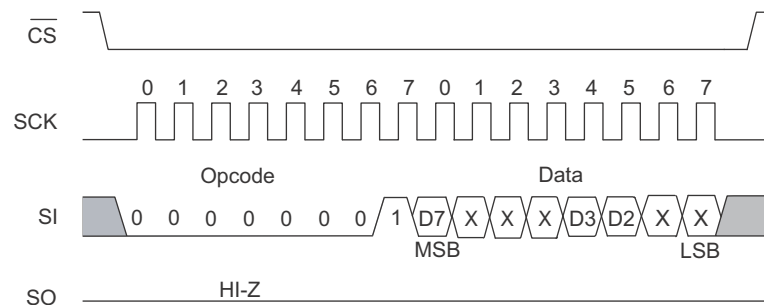 CS
0 1 2 3 4 5 6 7 0 1 2 3 4 5 6 7
SCK
Opcode Data
SI 0 0 0 0 0 0 0 1 D7 X X X D3 D2 X X
MSB LSB
HI-Z
SO